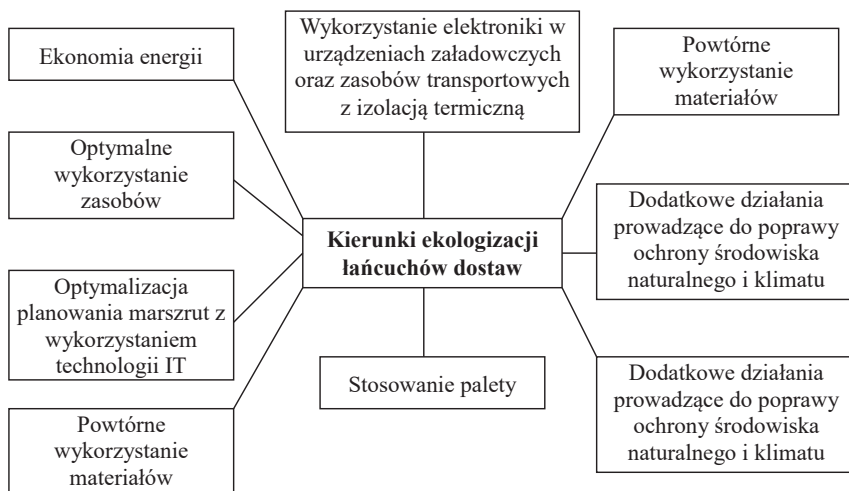 Ekonomia energii
Wykorzystanie elektroniki w
urządzeniach załadowczych
oraz zasobów transportowych
z izolacją termiczną
Powtórne
wykorzystanie
materiałów
Optymalne
wykorzystanie
zasobów
Kierunki ekologizacji
łańcuchów dostaw
Dodatkowe działania
prowadzące do poprawy
ochrony środowiska
naturalnego i klimatu
Optymalizacja
planowania marszrut z
wykorzystaniem
technologii IT
Stosowanie palety
Dodatkowe działania
prowadzące do poprawy
ochrony środowiska
naturalnego i klimatu
Powtórne
wykorzystanie
materiałów